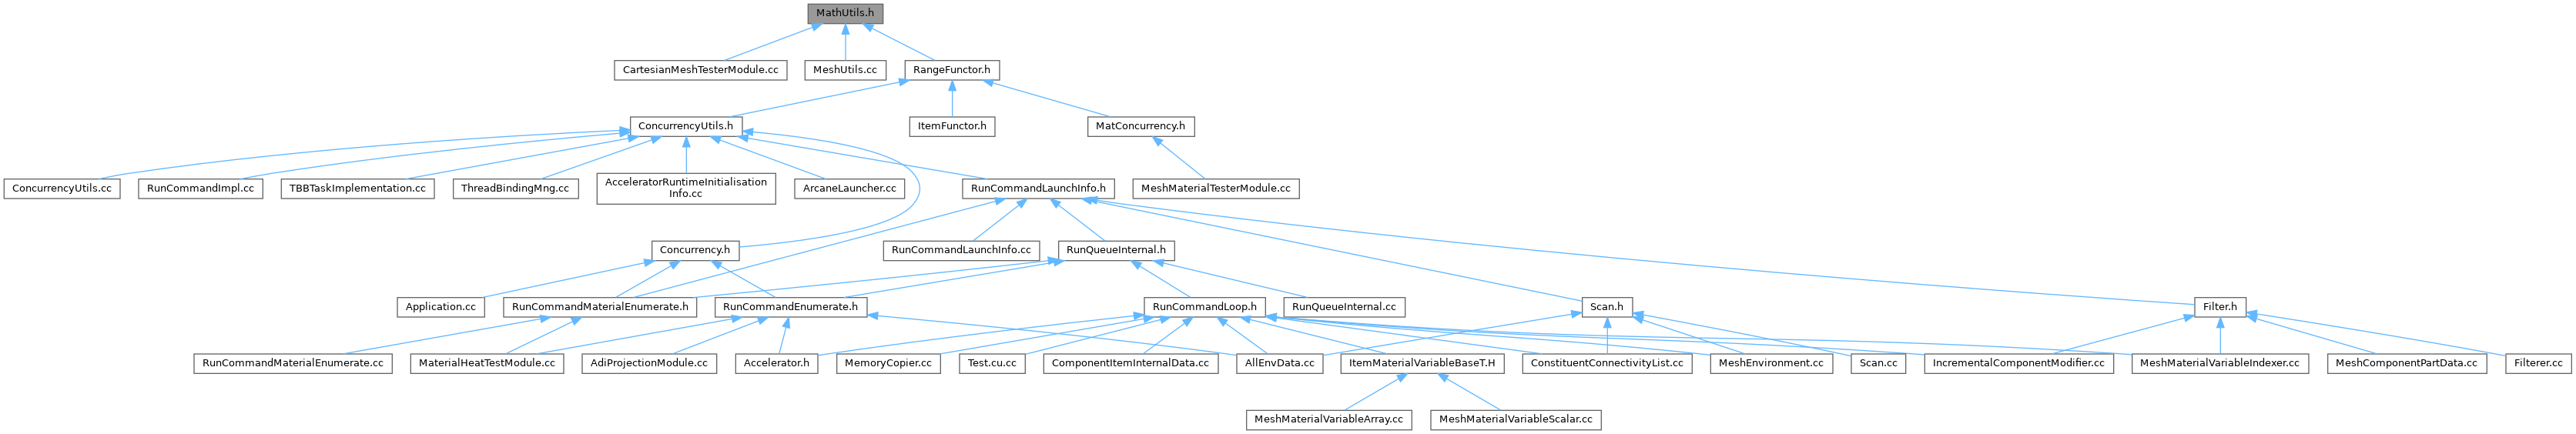 MathUtils.h
CartesianMeshTesterModule.cc
MeshUtils.cc
RangeFunctor.h
ConcurrencyUtils.h
ItemFunctor.h
MatConcurrency.h
ConcurrencyUtils.cc
RunCommandImpl.cc
TBBTaskImplementation.cc
ThreadBindingMng.cc
AcceleratorRuntimeInitialisation
Info.cc
ArcaneLauncher.cc
RunCommandLaunchInfo.h
MeshMaterialTesterModule.cc
Concurrency.h
RunCommandLaunchInfo.cc
RunQueueInternal.h
Application.cc
RunCommandMaterialEnumerate.h
RunCommandEnumerate.h
RunCommandLoop.h
RunQueueInternal.cc
Scan.h
Filter.h
RunCommandMaterialEnumerate.cc
MaterialHeatTestModule.cc
AdiProjectionModule.cc
Accelerator.h
MemoryCopier.cc
Test.cu.cc
ComponentItemInternalData.cc
AllEnvData.cc
ItemMaterialVariableBaseT.H
ConstituentConnectivityList.cc
MeshEnvironment.cc
Scan.cc
IncrementalComponentModifier.cc
MeshMaterialVariableIndexer.cc
MeshComponentPartData.cc
Filterer.cc
MeshMaterialVariableArray.cc
MeshMaterialVariableScalar.cc